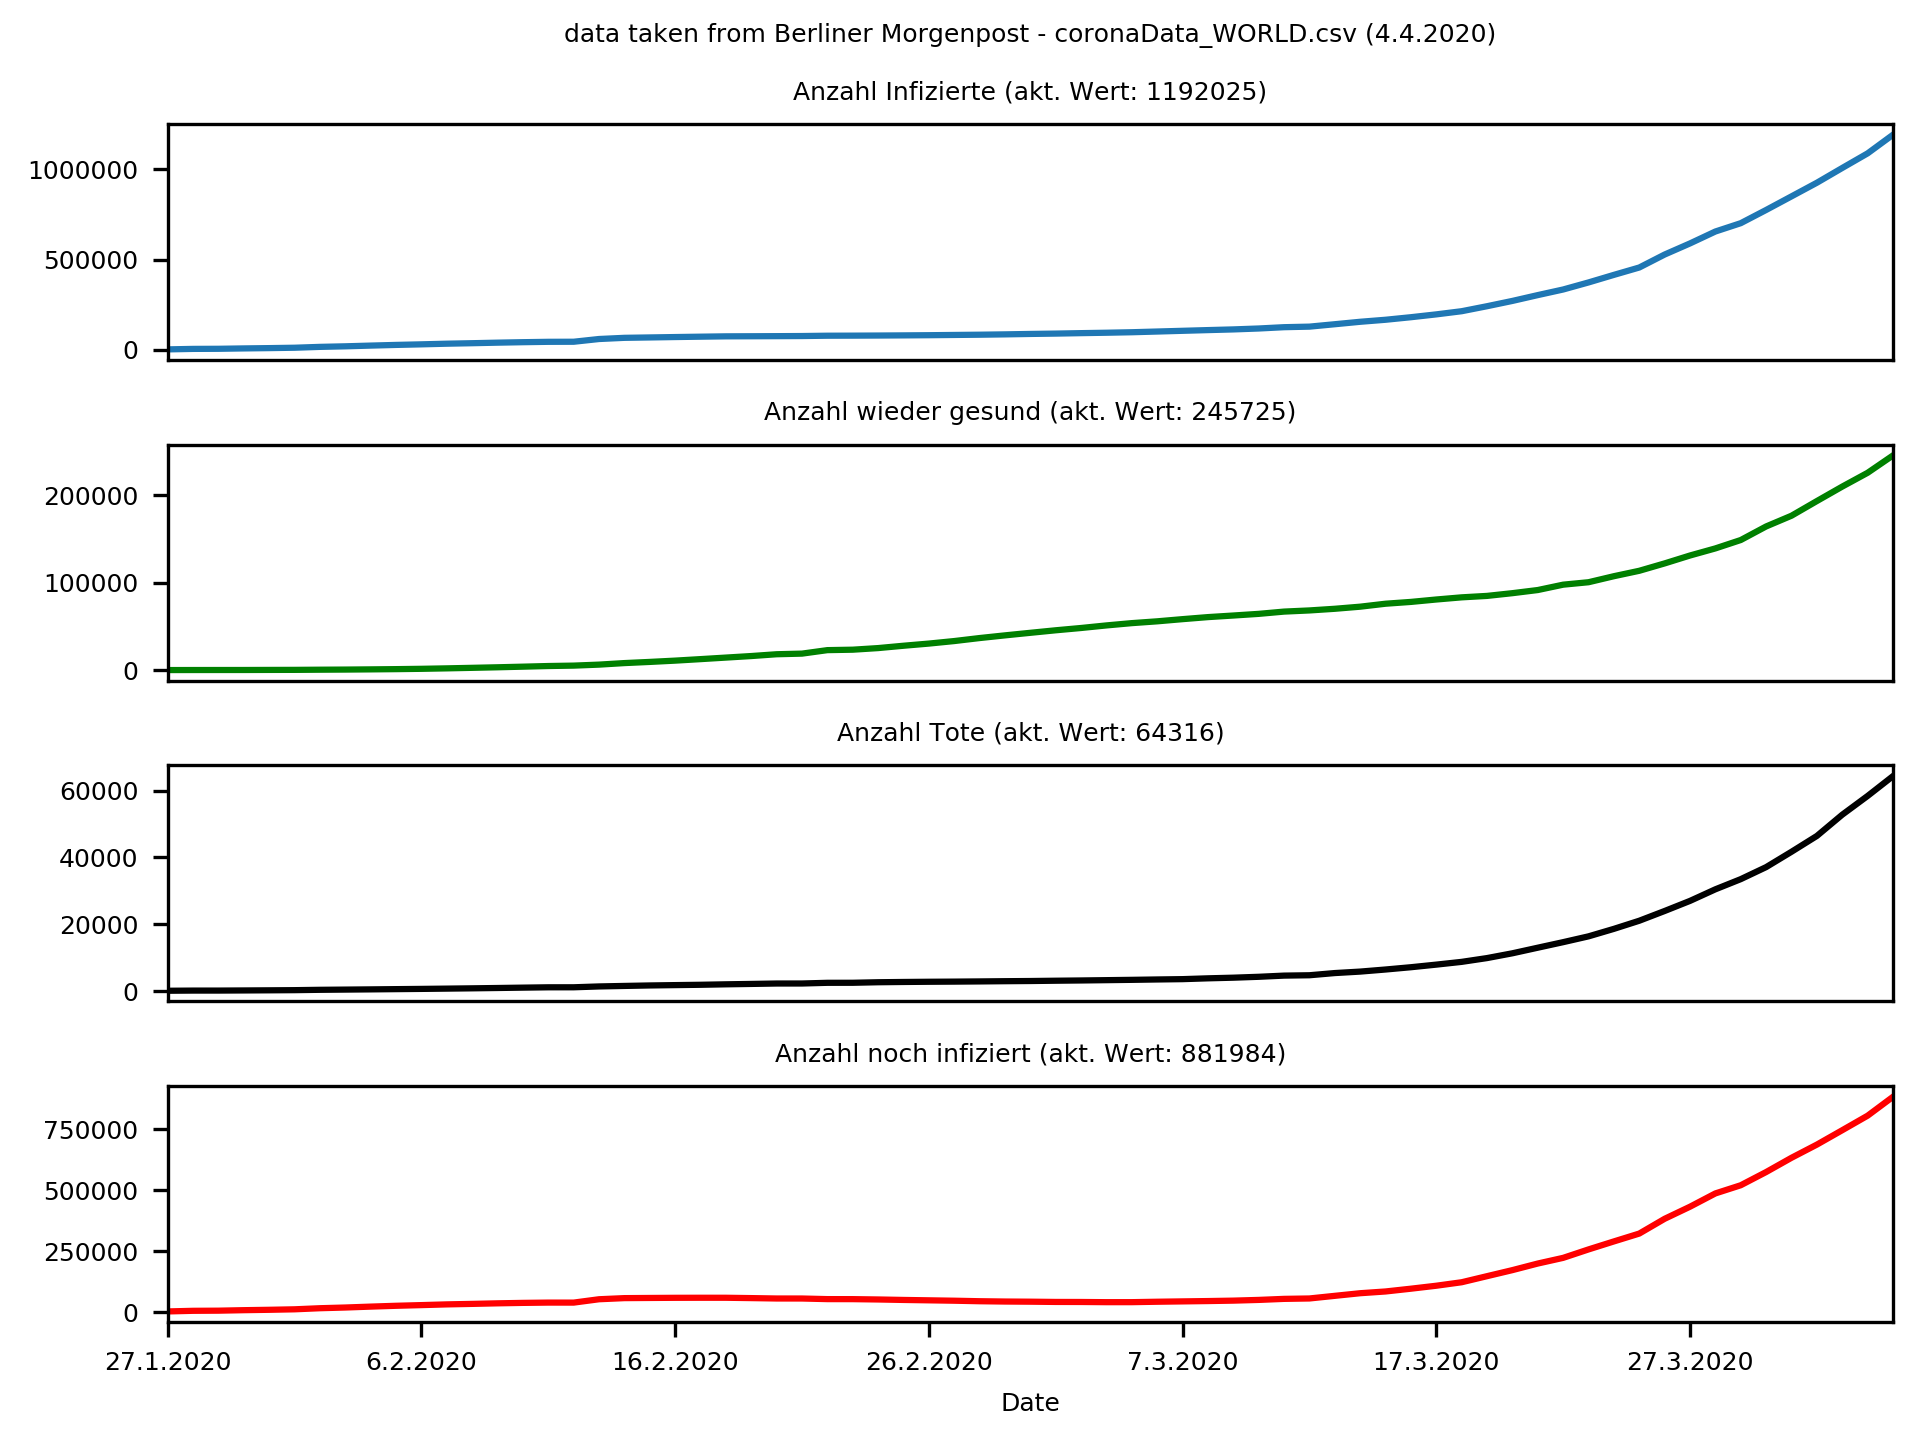 data taken from Berliner Morgenpost - coronaData_WORLD.csv (4.4.2020)
Anzahl Infizierte (akt. Wert: 1192025)
1000000
500000
0
Anzahl wieder gesund (akt. Wert: 245725)
200000
100000
0
Anzahl Tote (akt. Wert: 64316)
60000
40000
20000
0
Anzahl noch infiziert (akt. Wert: 881984)
750000
500000
250000
0
27.1.2020 6.2.2020 16.2.2020 26.2.2020 7.3.2020 17.3.2020 27.3.2020
Date